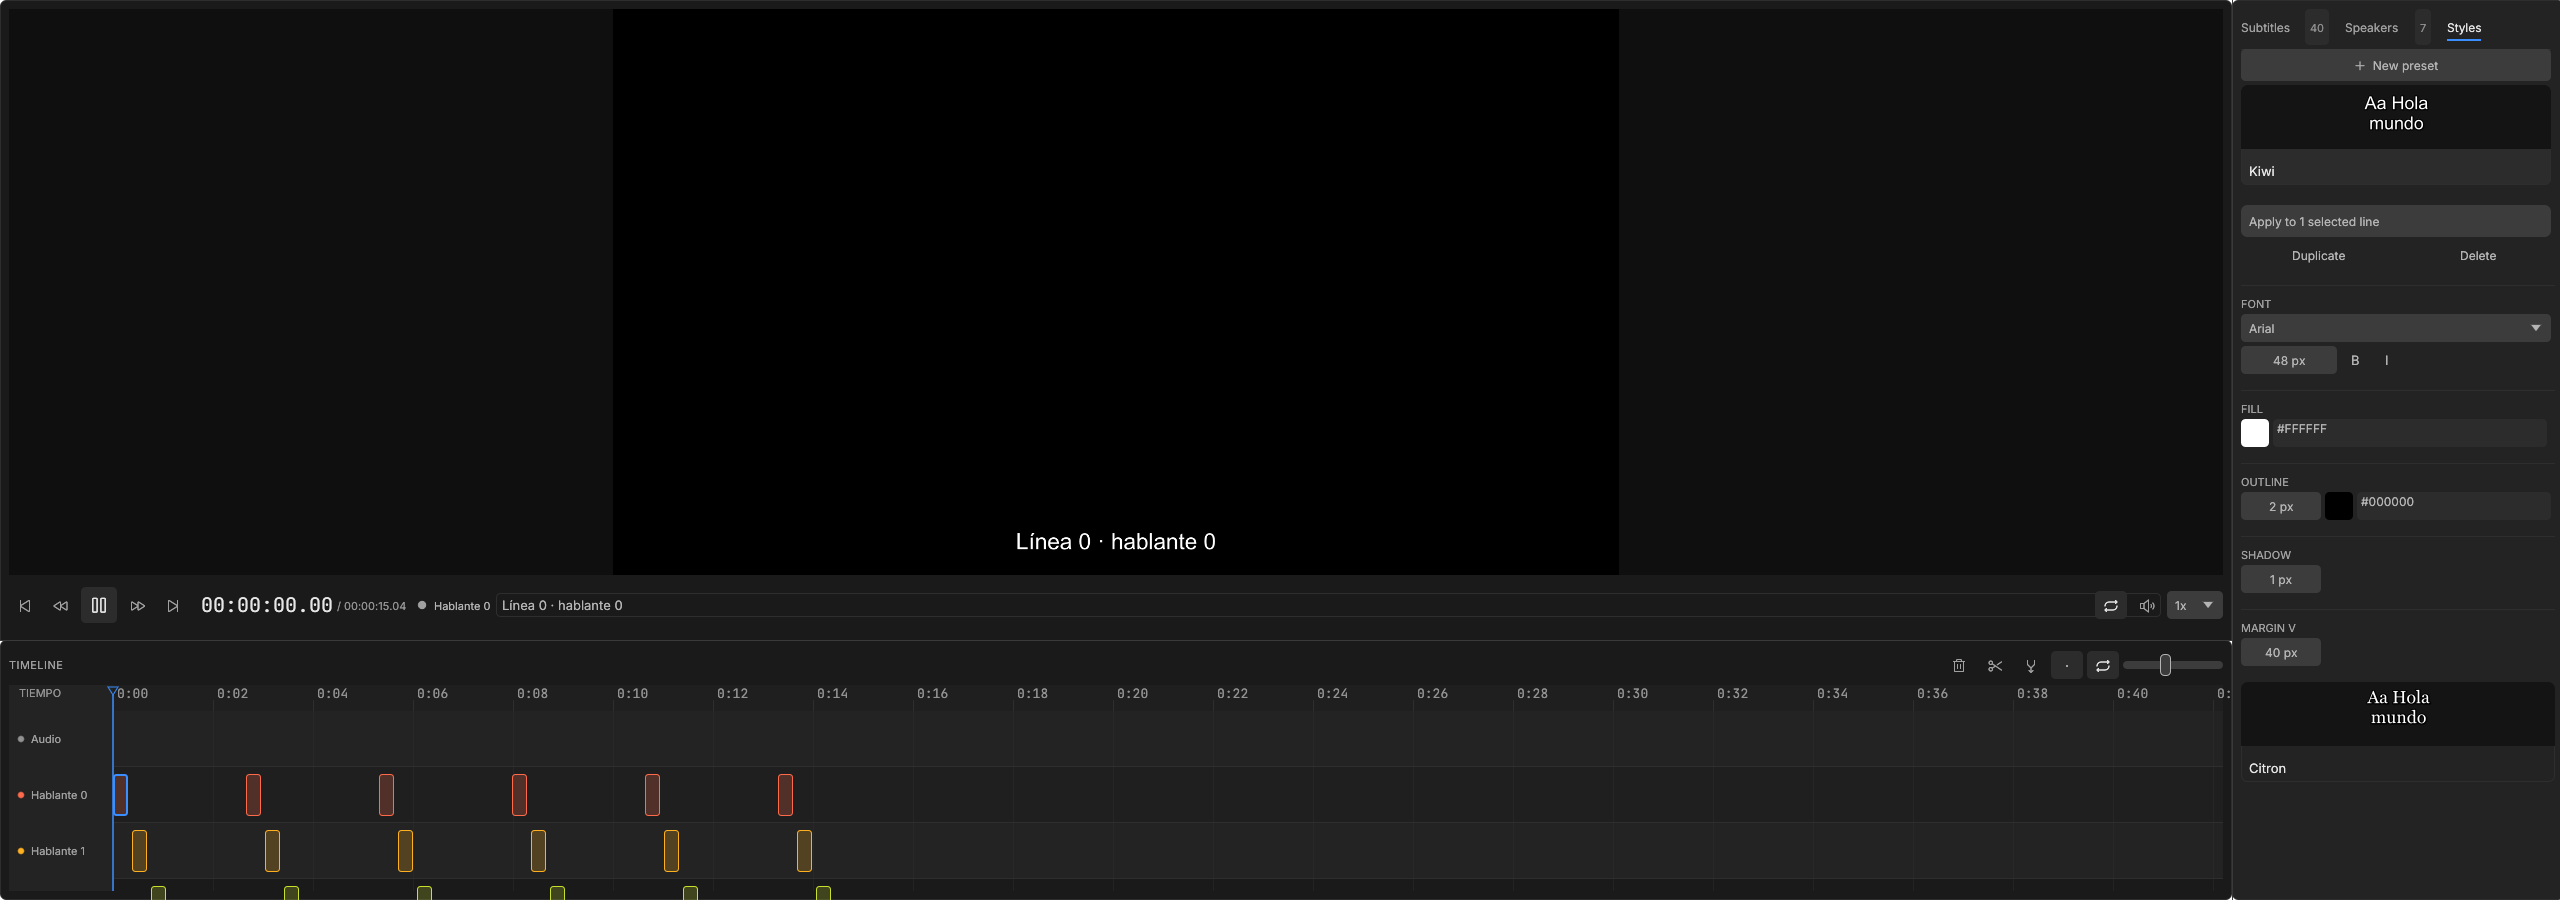 Subtitles 40 Speakers 7 Styles
+ New preset
Aa Hola
mundo
Kiwi
Apply to 1 selected line
Duplicate Delete
FONT
Arial
48 px B I
FILL
#FFFFFF
OUTLINE
2 px #000000
SHADOW
1 px
MARGIN V
40 px
Aa Hola
mundo
Citron
Línea 0 · hablante 0
00:00:00.00 / 00:00:15.04 Hablante 0 Línea 0 · hablante 0 1x
TIMELINE
TIEMPO 0:00 0:02 0:04 0:06 0:08 0:10 0:12 0:14 0:16 0:18 0:20 0:22 0:24 0:26 0:28 0:30 0:32 0:34 0:36 0:38 0:40
Audio
Hablante 0
Hablante 1